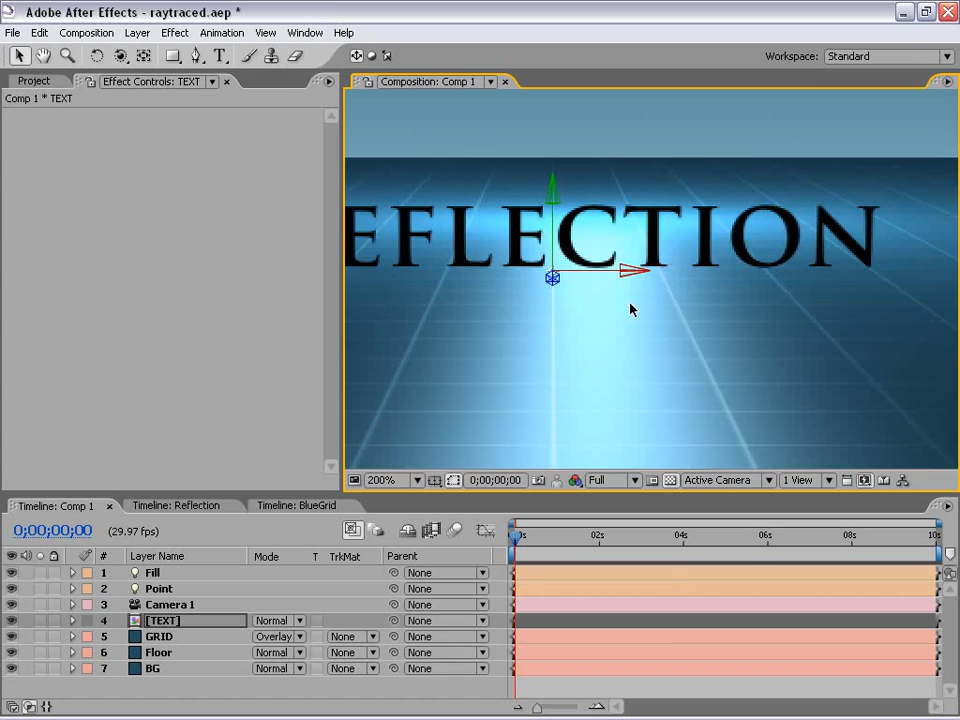 Adobe After Effects - raytraced.aep *
File Edit Composition Layer Effect Animation View Window Help
Workspace: Standard
Project Effect Controls: TEXT
Comp 1 * TEXT
Composition: Comp 1
EFLECTION
200% 0;00;00;00 Full Active Camera 1 View
Timeline: Comp 1 Timeline: Reflection Timeline: BlueGrid
0;00;00;00 (29.97 fps)
# Layer Name Mode T TrkMat Parent
02s 04s 06s 08s 10s
1 Fill None
2 Point None
3 Camera 1 None
4 [TEXT] Normal None
5 GRID Overlay None None
6 Floor Normal None None
7 BG Normal None None